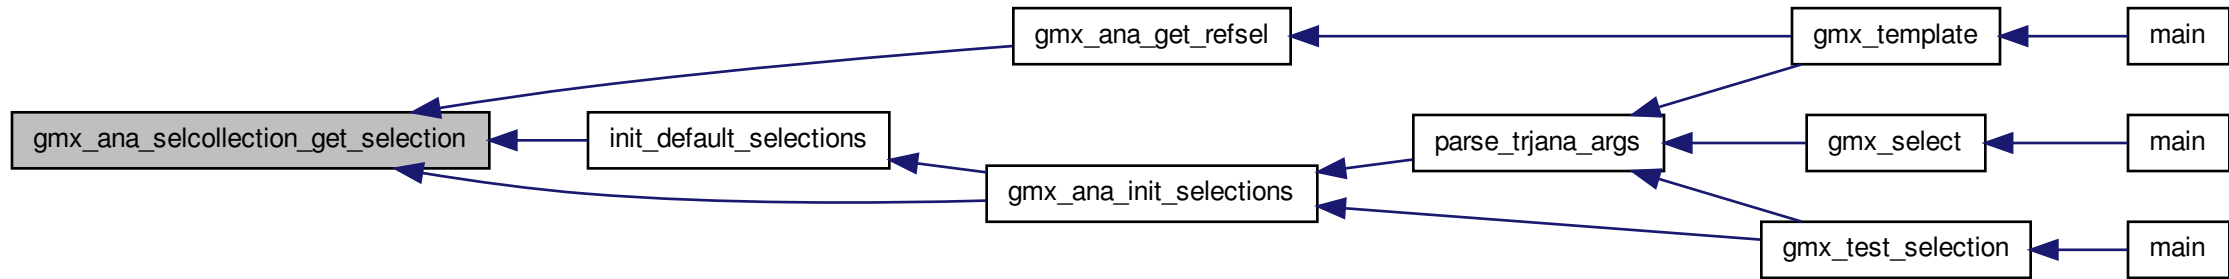 gmx_ana_get_refsel
gmx_template
main
gmx_ana_selcollection_get_selection
init_default_selections
parse_trjana_args
gmx_select
main
gmx_ana_init_selections
gmx_test_selection
main